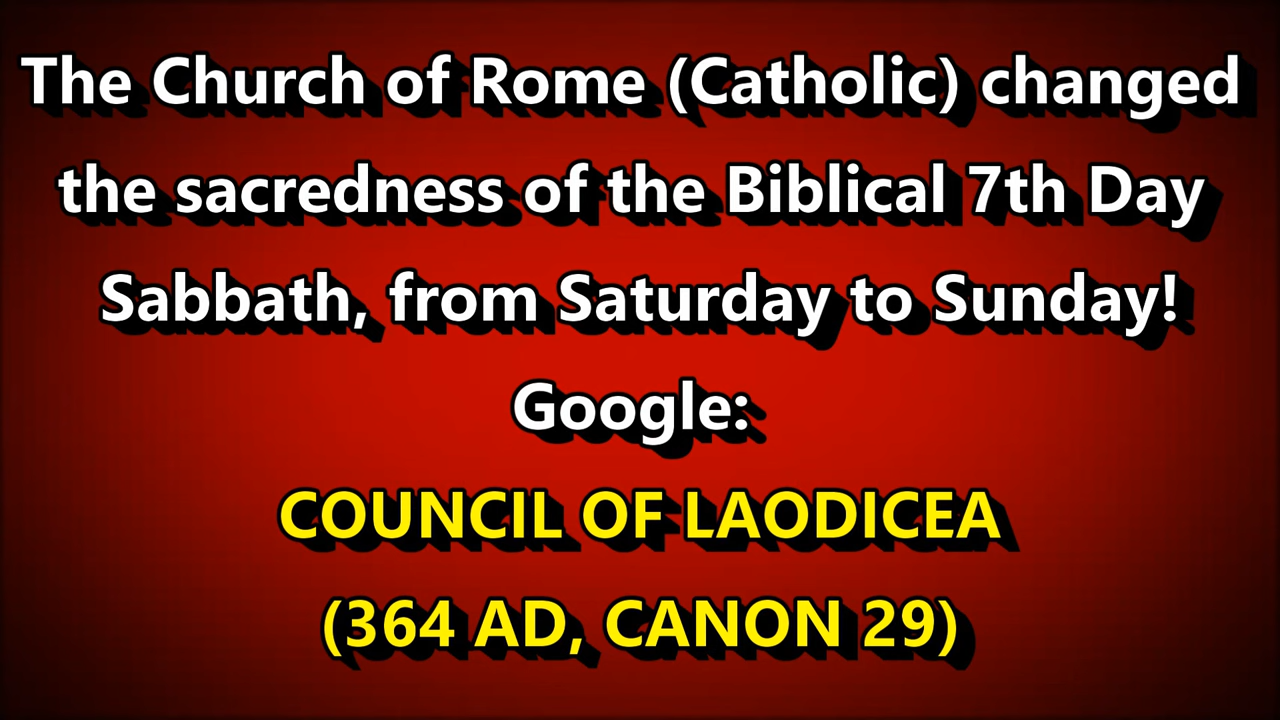 The Church of Rome (Catholic) changed
the sacredness of the Biblical 7th Day
Sabbath, from Saturday to Sunday!
Google:
COUNCIL OF LAODICEA
(364 AD, CANON 29)